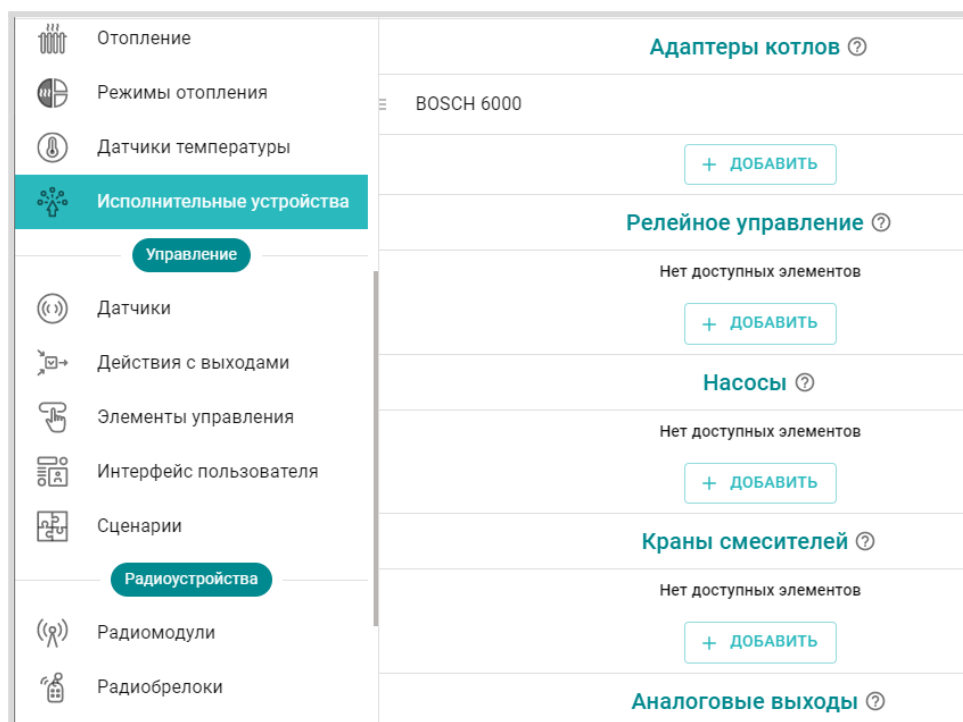 Отопление
Режимы отопления
Датчики температуры
Исполнительные устройства
Управление
Датчики
Действия с выходами
Элементы управления
Интерфейс пользователя
Сценарии
Радиоустройства
Радиомодули
Радиобрелоки
Адаптеры котлов
BOSCH 6000
+ ДОБАВИТЬ
Релейное управление
Нет доступных элементов
+ ДОБАВИТЬ
Насосы
Нет доступных элементов
+ ДОБАВИТЬ
Краны смесителей
Нет доступных элементов
+ ДОБАВИТЬ
Аналоговые выходы